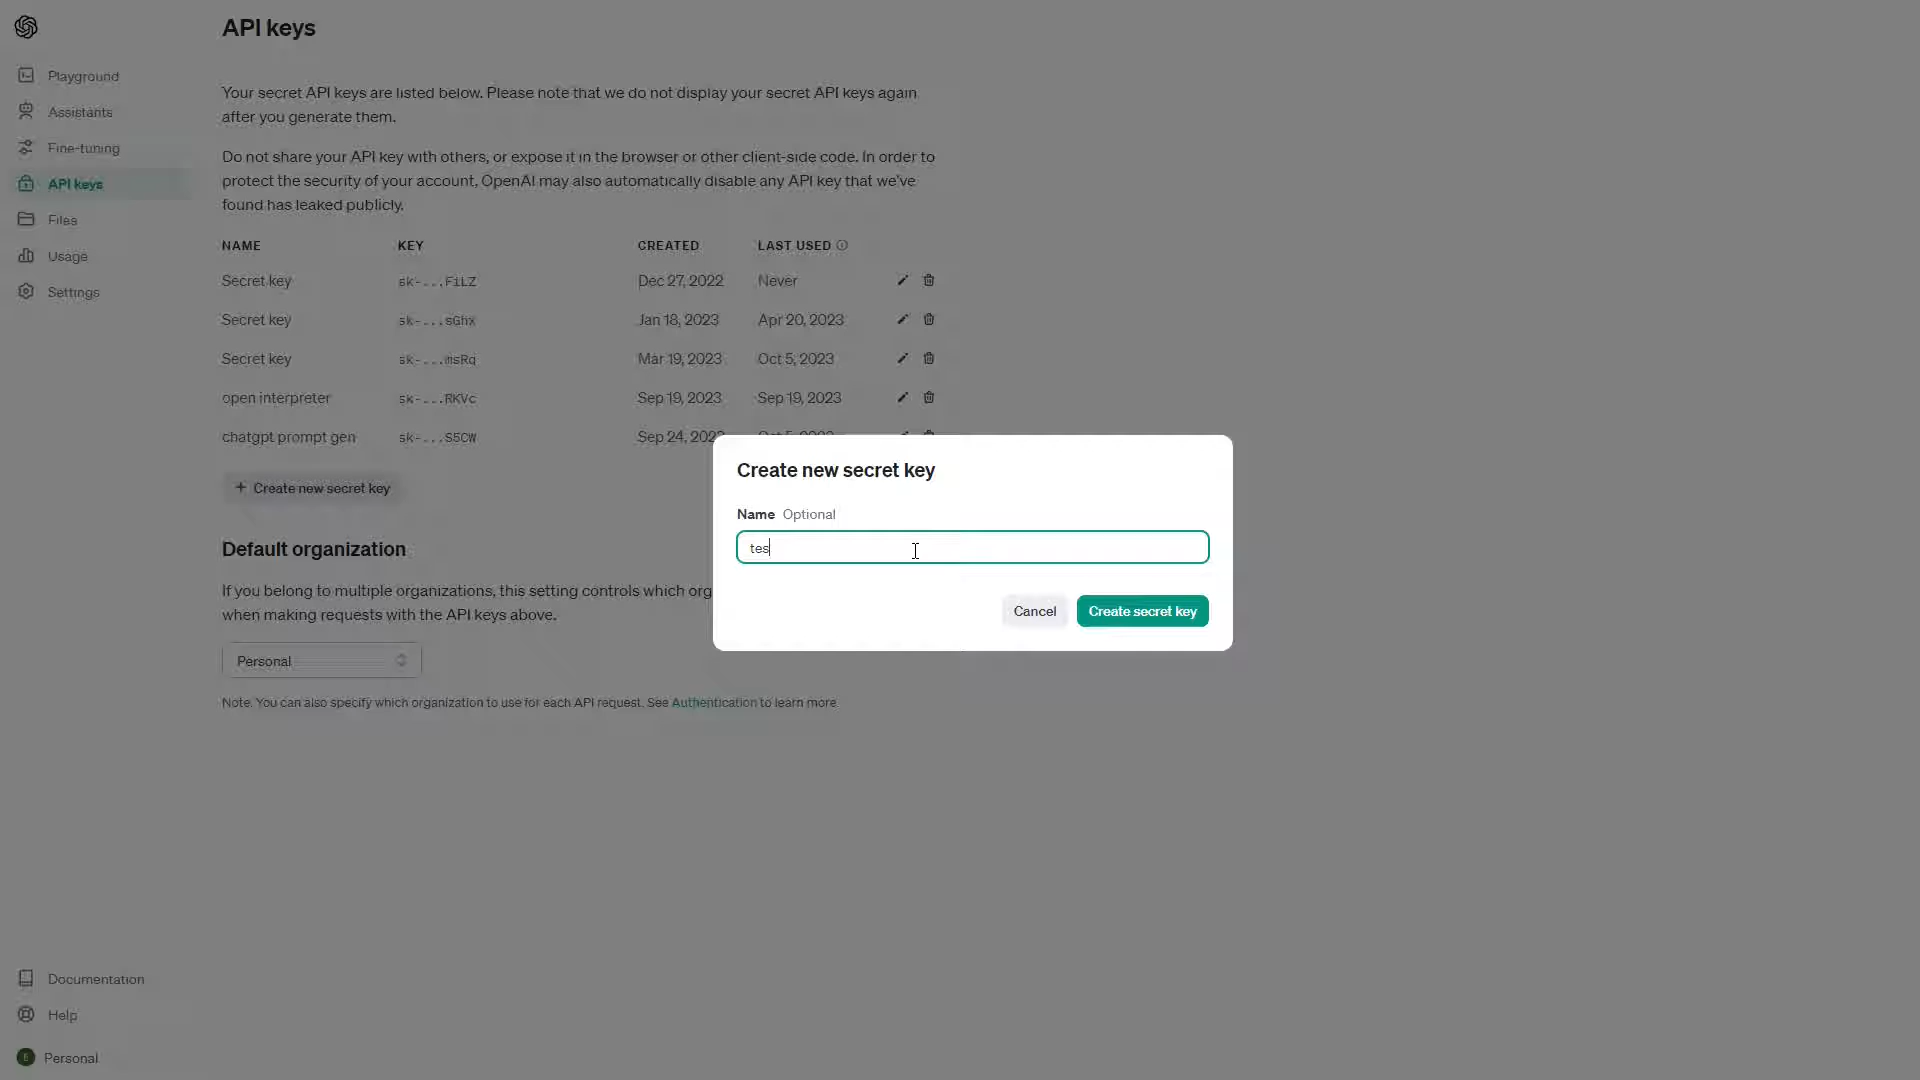 API keys
Playground
Assistants
Fine-tuning
API keys
Files
Usage
Settings
Your secret API keys are listed below. Please note that we do not display your secret API keys again
after you generate them.
Do not share your API key with others, or expose it in the browser or other client-side code. In order to
protect the security of your account, OpenAI may also automatically disable any API key that we've
found has leaked publicly.
NAME KEY CREATED LAST USED
Secret key sk-...FiLZ Dec 27, 2022 Never
Secret key sk-...sGhx Jan 18, 2023 Apr 20, 2023
Secret key sk-...msRq Mar 19, 2023 Oct 5, 2023
open interpreter sk-...RKVc Sep 19, 2023 Sep 19, 2023
chatgpt prompt gen sk-...S5CW Sep 24, 2023 Oct 5, 2023
+ Create new secret key
Default organization
If you belong to multiple organizations, this setting controls which org
when making requests with the API keys above.
Personal
Note: You can also specify which organization to use for each API request. See Authentication to learn more.
Create new secret key
Name Optional
tes
Cancel
Create secret key
Documentation
Help
Personal